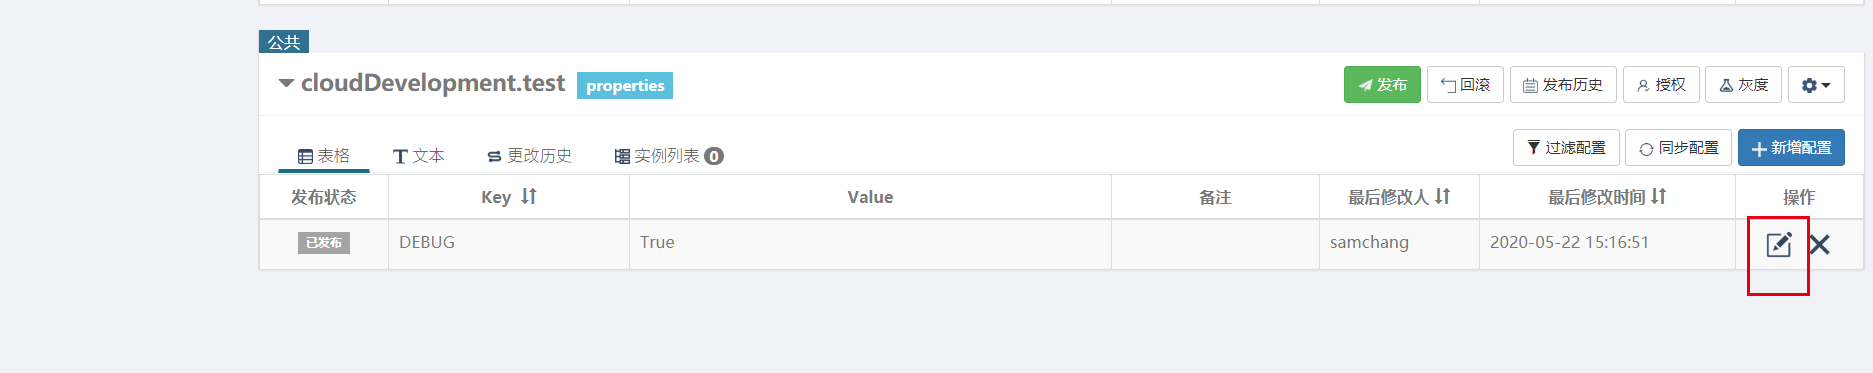 公共
cloudDevelopment.test properties 发布 回滚 发布历史 授权 灰度
表格 文本 更改历史 实例列表 0 过滤配置 同步配置 新增配置
发布状态 Key Value 备注 最后修改人 最后修改时间 操作
已发布 DEBUG True samchang 2020-05-22 15:16:51